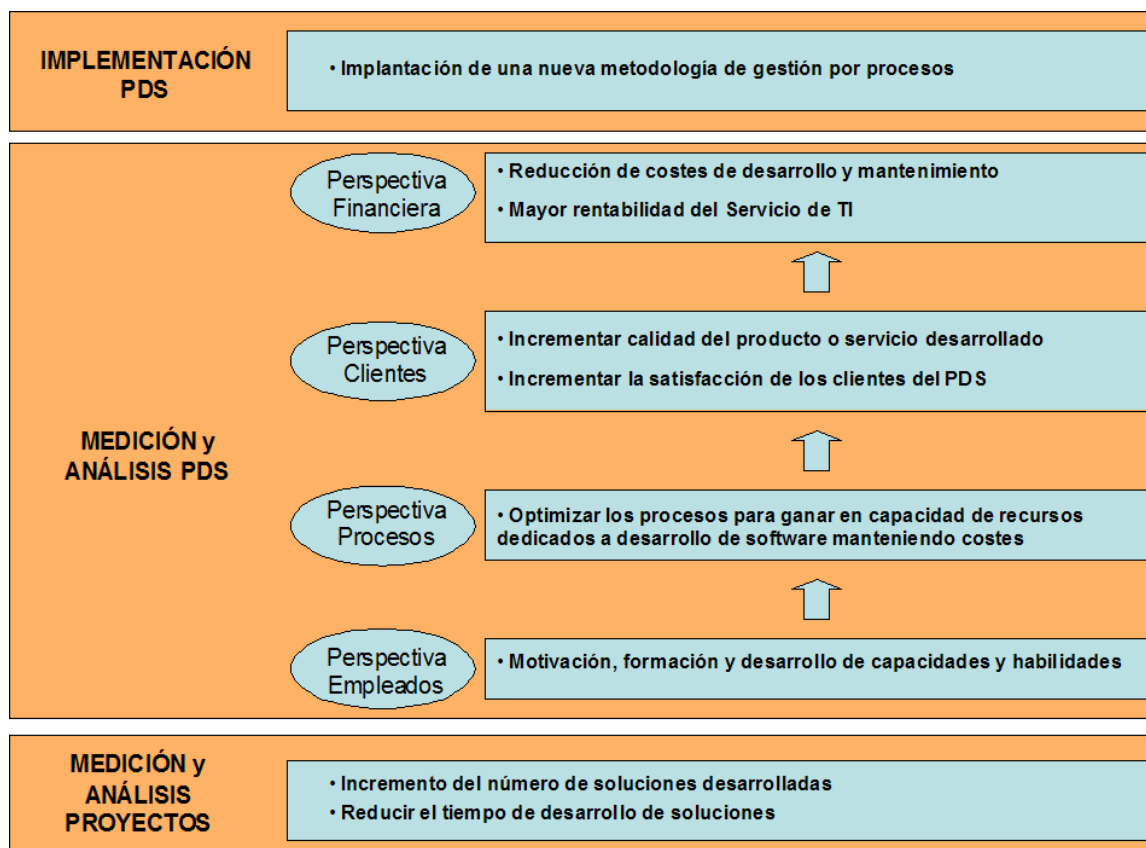 IMPLEMENTACIÓN
PDS
• Implantación de una nueva metodología de gestión por procesos
MEDICIÓN y
ANÁLISIS PDS
Perspectiva
Financiera
• Reducción de costes de desarrollo y mantenimiento
• Mayor rentabilidad del Servicio de TI
Perspectiva
Clientes
• Incrementar calidad del producto o servicio desarrollado
• Incrementar la satisfacción de los clientes del PDS
Perspectiva
Procesos
• Optimizar los procesos para ganar en capacidad de recursos
dedicados a desarrollo de software manteniendo costes
Perspectiva
Empleados
• Motivación, formación y desarrollo de capacidades y habilidades
MEDICIÓN y
ANÁLISIS
PROYECTOS
• Incremento del número de soluciones desarrolladas
• Reducir el tiempo de desarrollo de soluciones